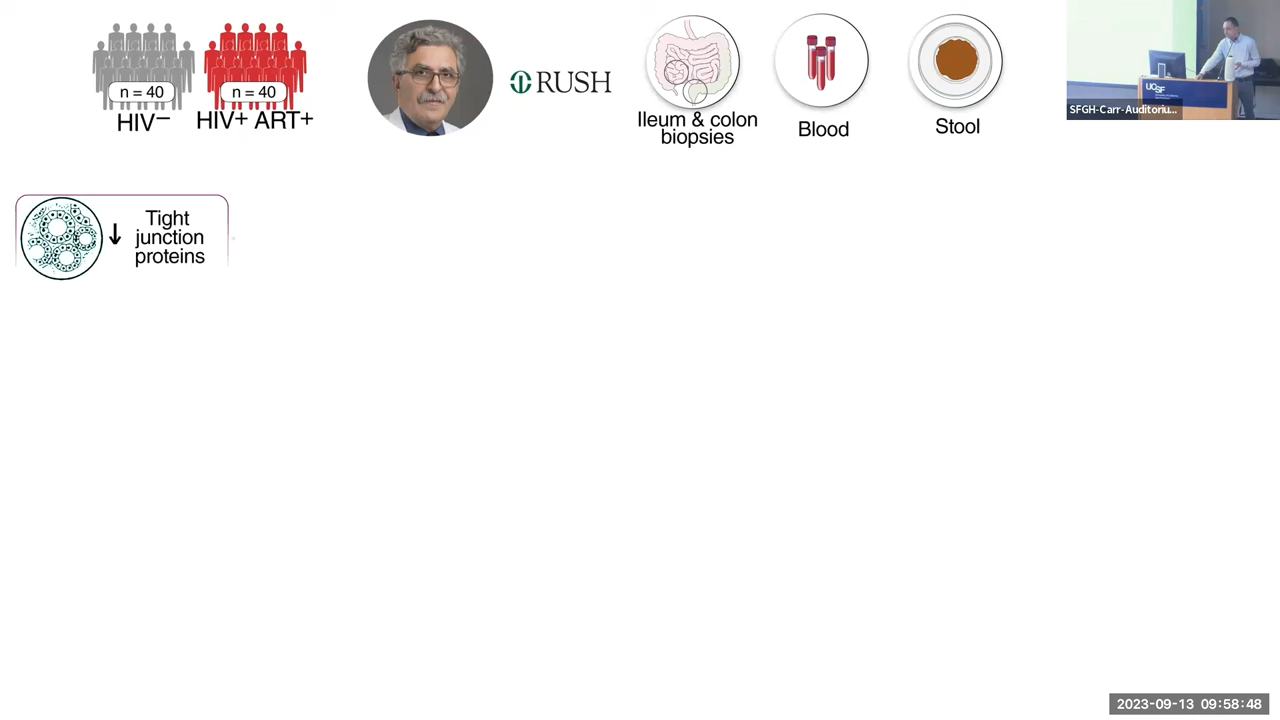 n = 40
n = 40
HIV−
HIV+ ART+
RUSH
Ileum & colon
biopsies
Blood
Stool
UCSF
SFGH-Carr-Auditoriu...
↓ Tight
junction
proteins
2023-09-13 09:58:48